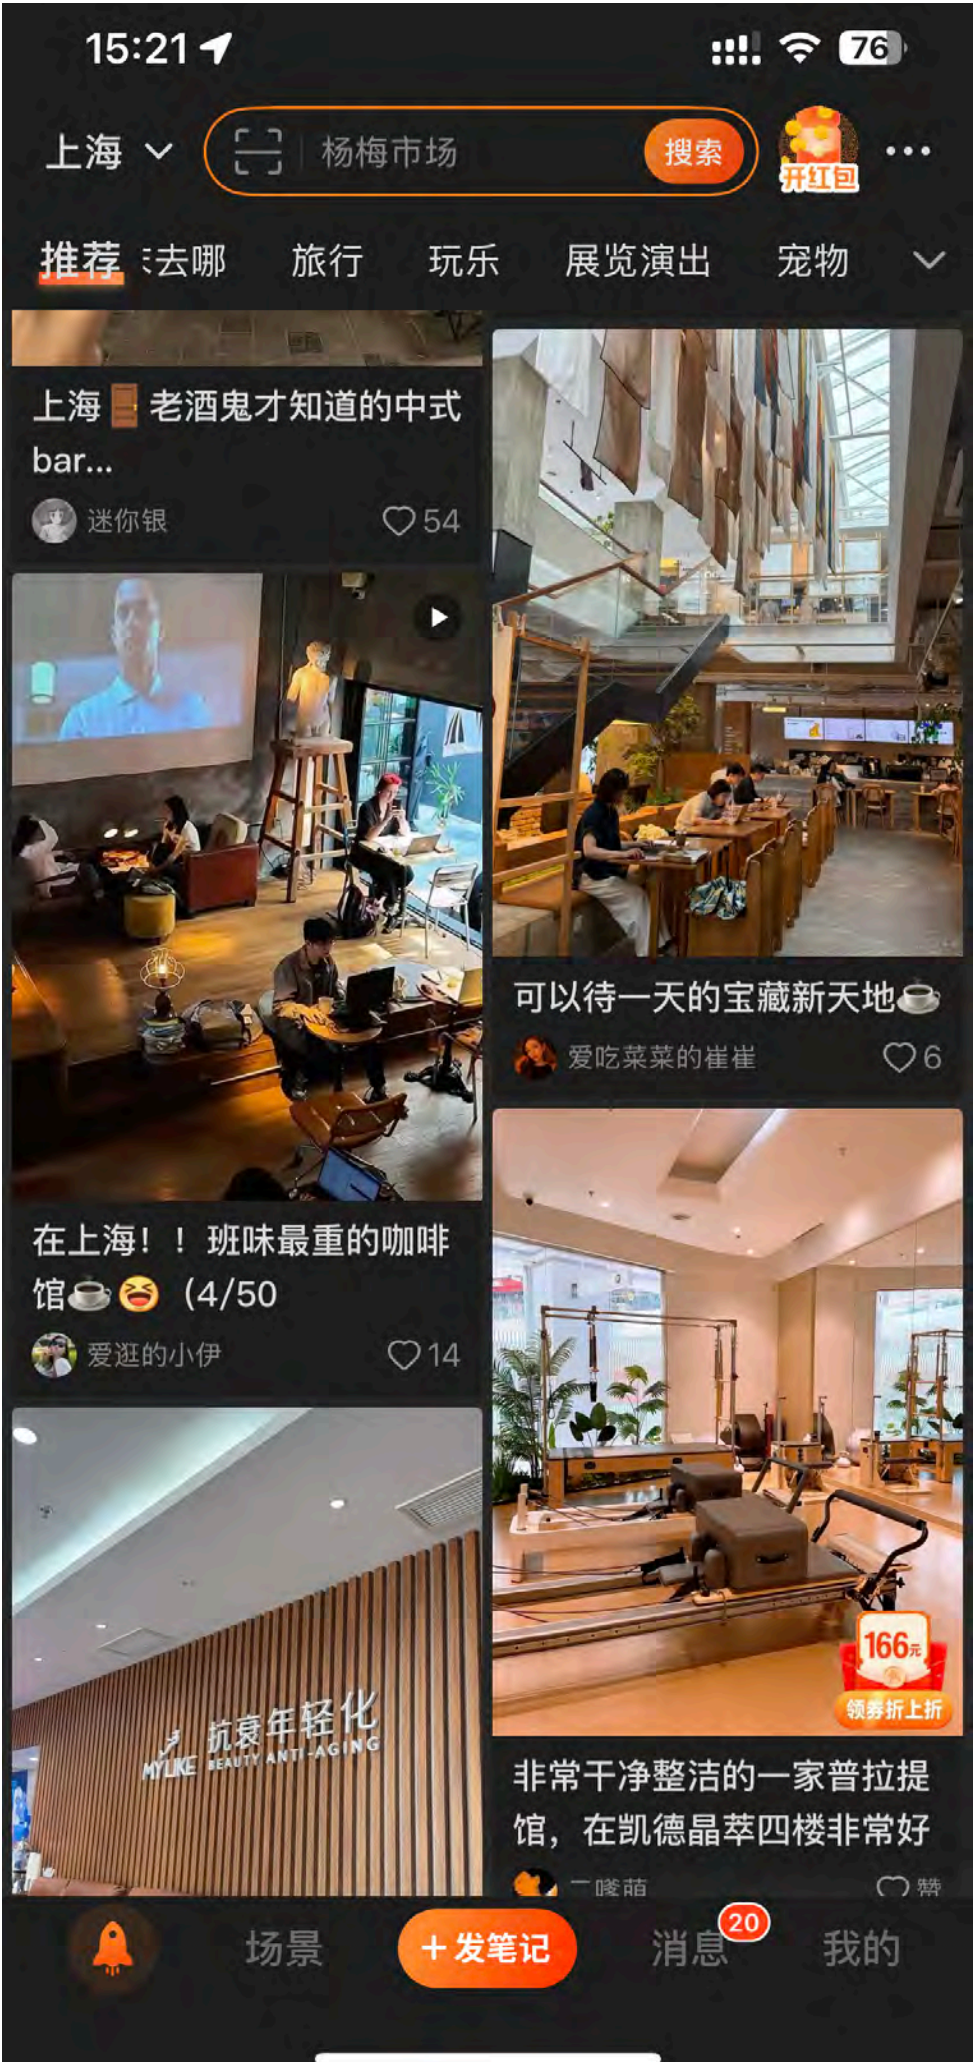 15:21
76
上海
杨梅市场
搜索
开红包
推荐
去哪
旅行
玩乐
展览演出
宠物
上海🚪老酒鬼才知道的中式
bar...
迷你银
54
在上海！！班味最重的咖啡
馆☕😆（4/50
爱逛的小伊
14
MYLIKE
抗衰年轻化
BEAUTY ANTI-AGING
可以待一天的宝藏新天地☕
爱吃菜菜的崔崔
6
166元
领券折上折
非常干净整洁的一家普拉提
馆，在凯德晶萃四楼非常好
赞
场景
+发笔记
消息
20
我的